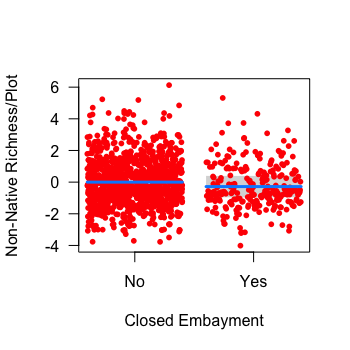 Non-Native Richness/Plot
6
4
2
0
-2
-4
No Yes
Closed Embayment